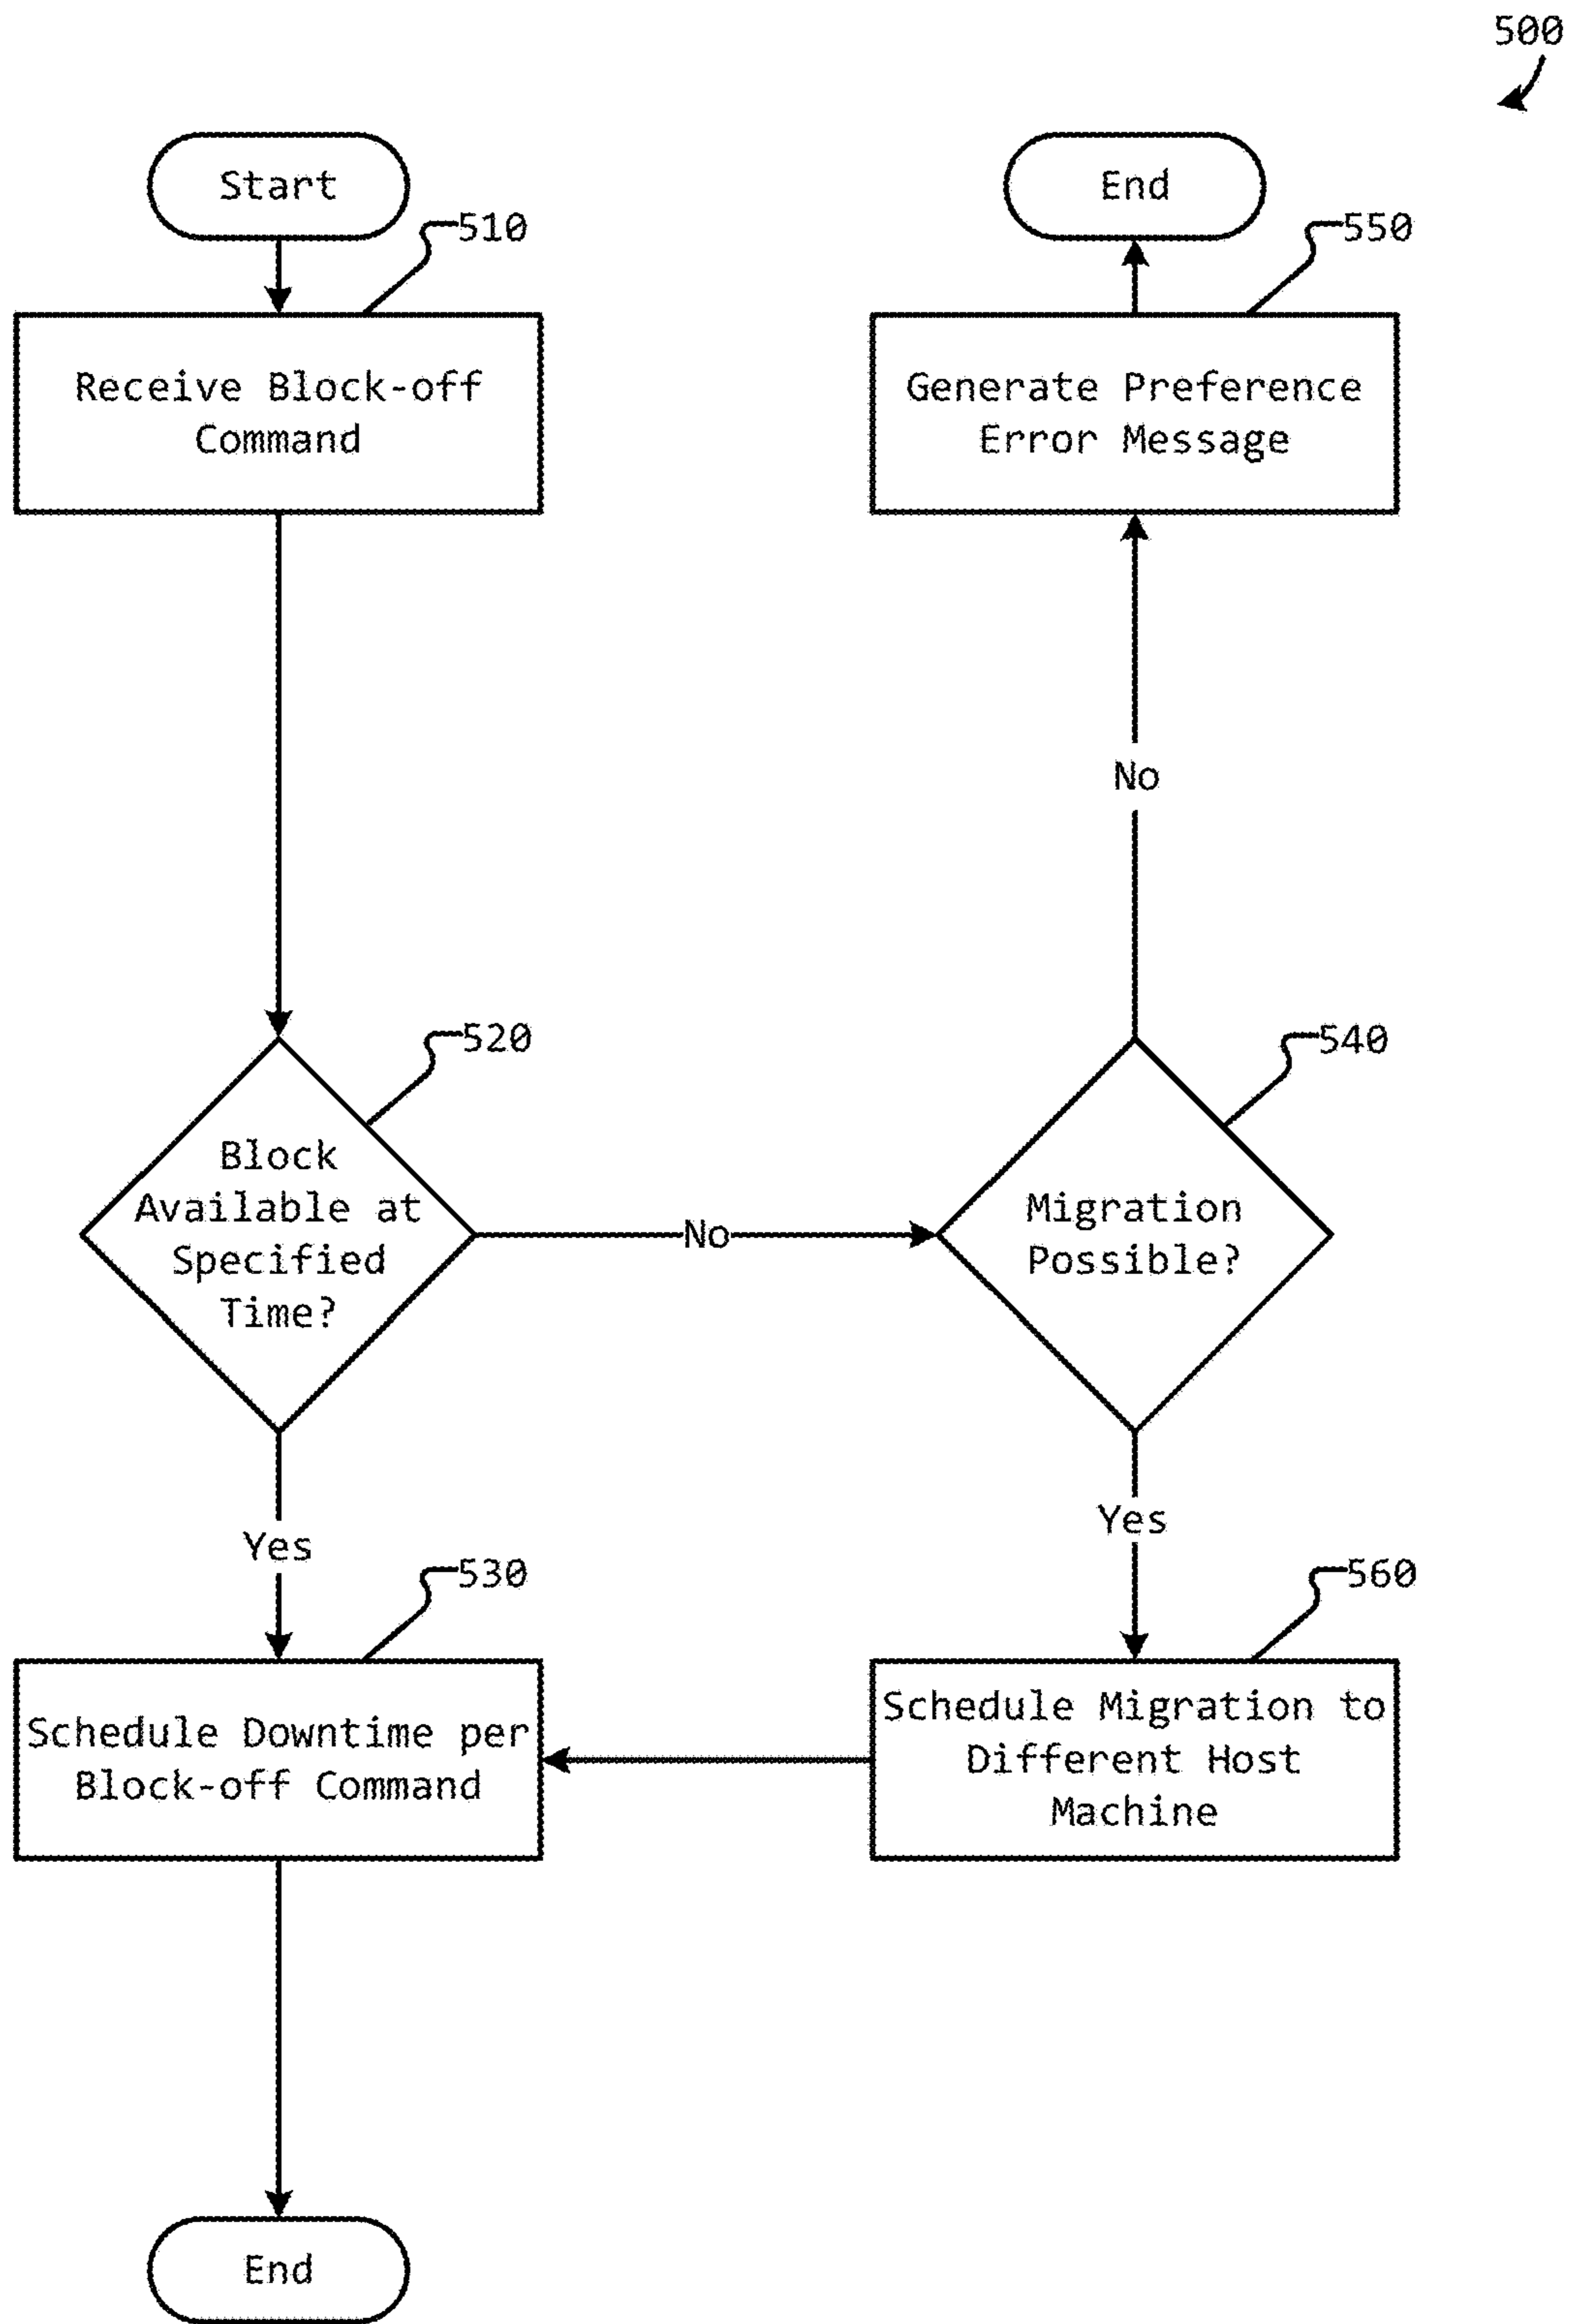 500
Start
510
Receive Block-off
Command
End
550
Generate Preference
Error Message
No
520
Block
Available at
Specified
Time?
No
540
Migration
Possible?
Yes
Yes
530
Schedule Downtime per
Block-off Command
560
Schedule Migration to
Different Host
Machine
End